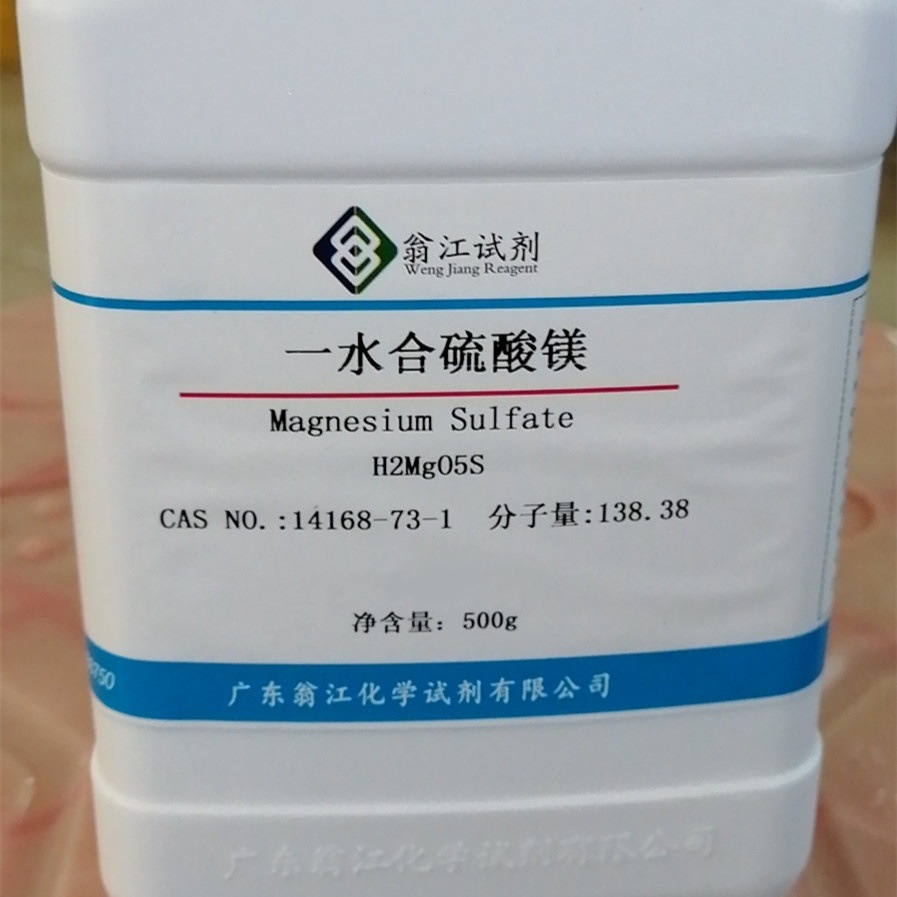 翁江试剂
Weng Jiang Reagent
一水合硫酸镁
Magnesium Sulfate
H2MgO5S
CAS NO.:14168-73-1 分子量:138.38
净含量: 500g
广东翁江化学试剂有限公司
广东翁江化学试剂有限公司